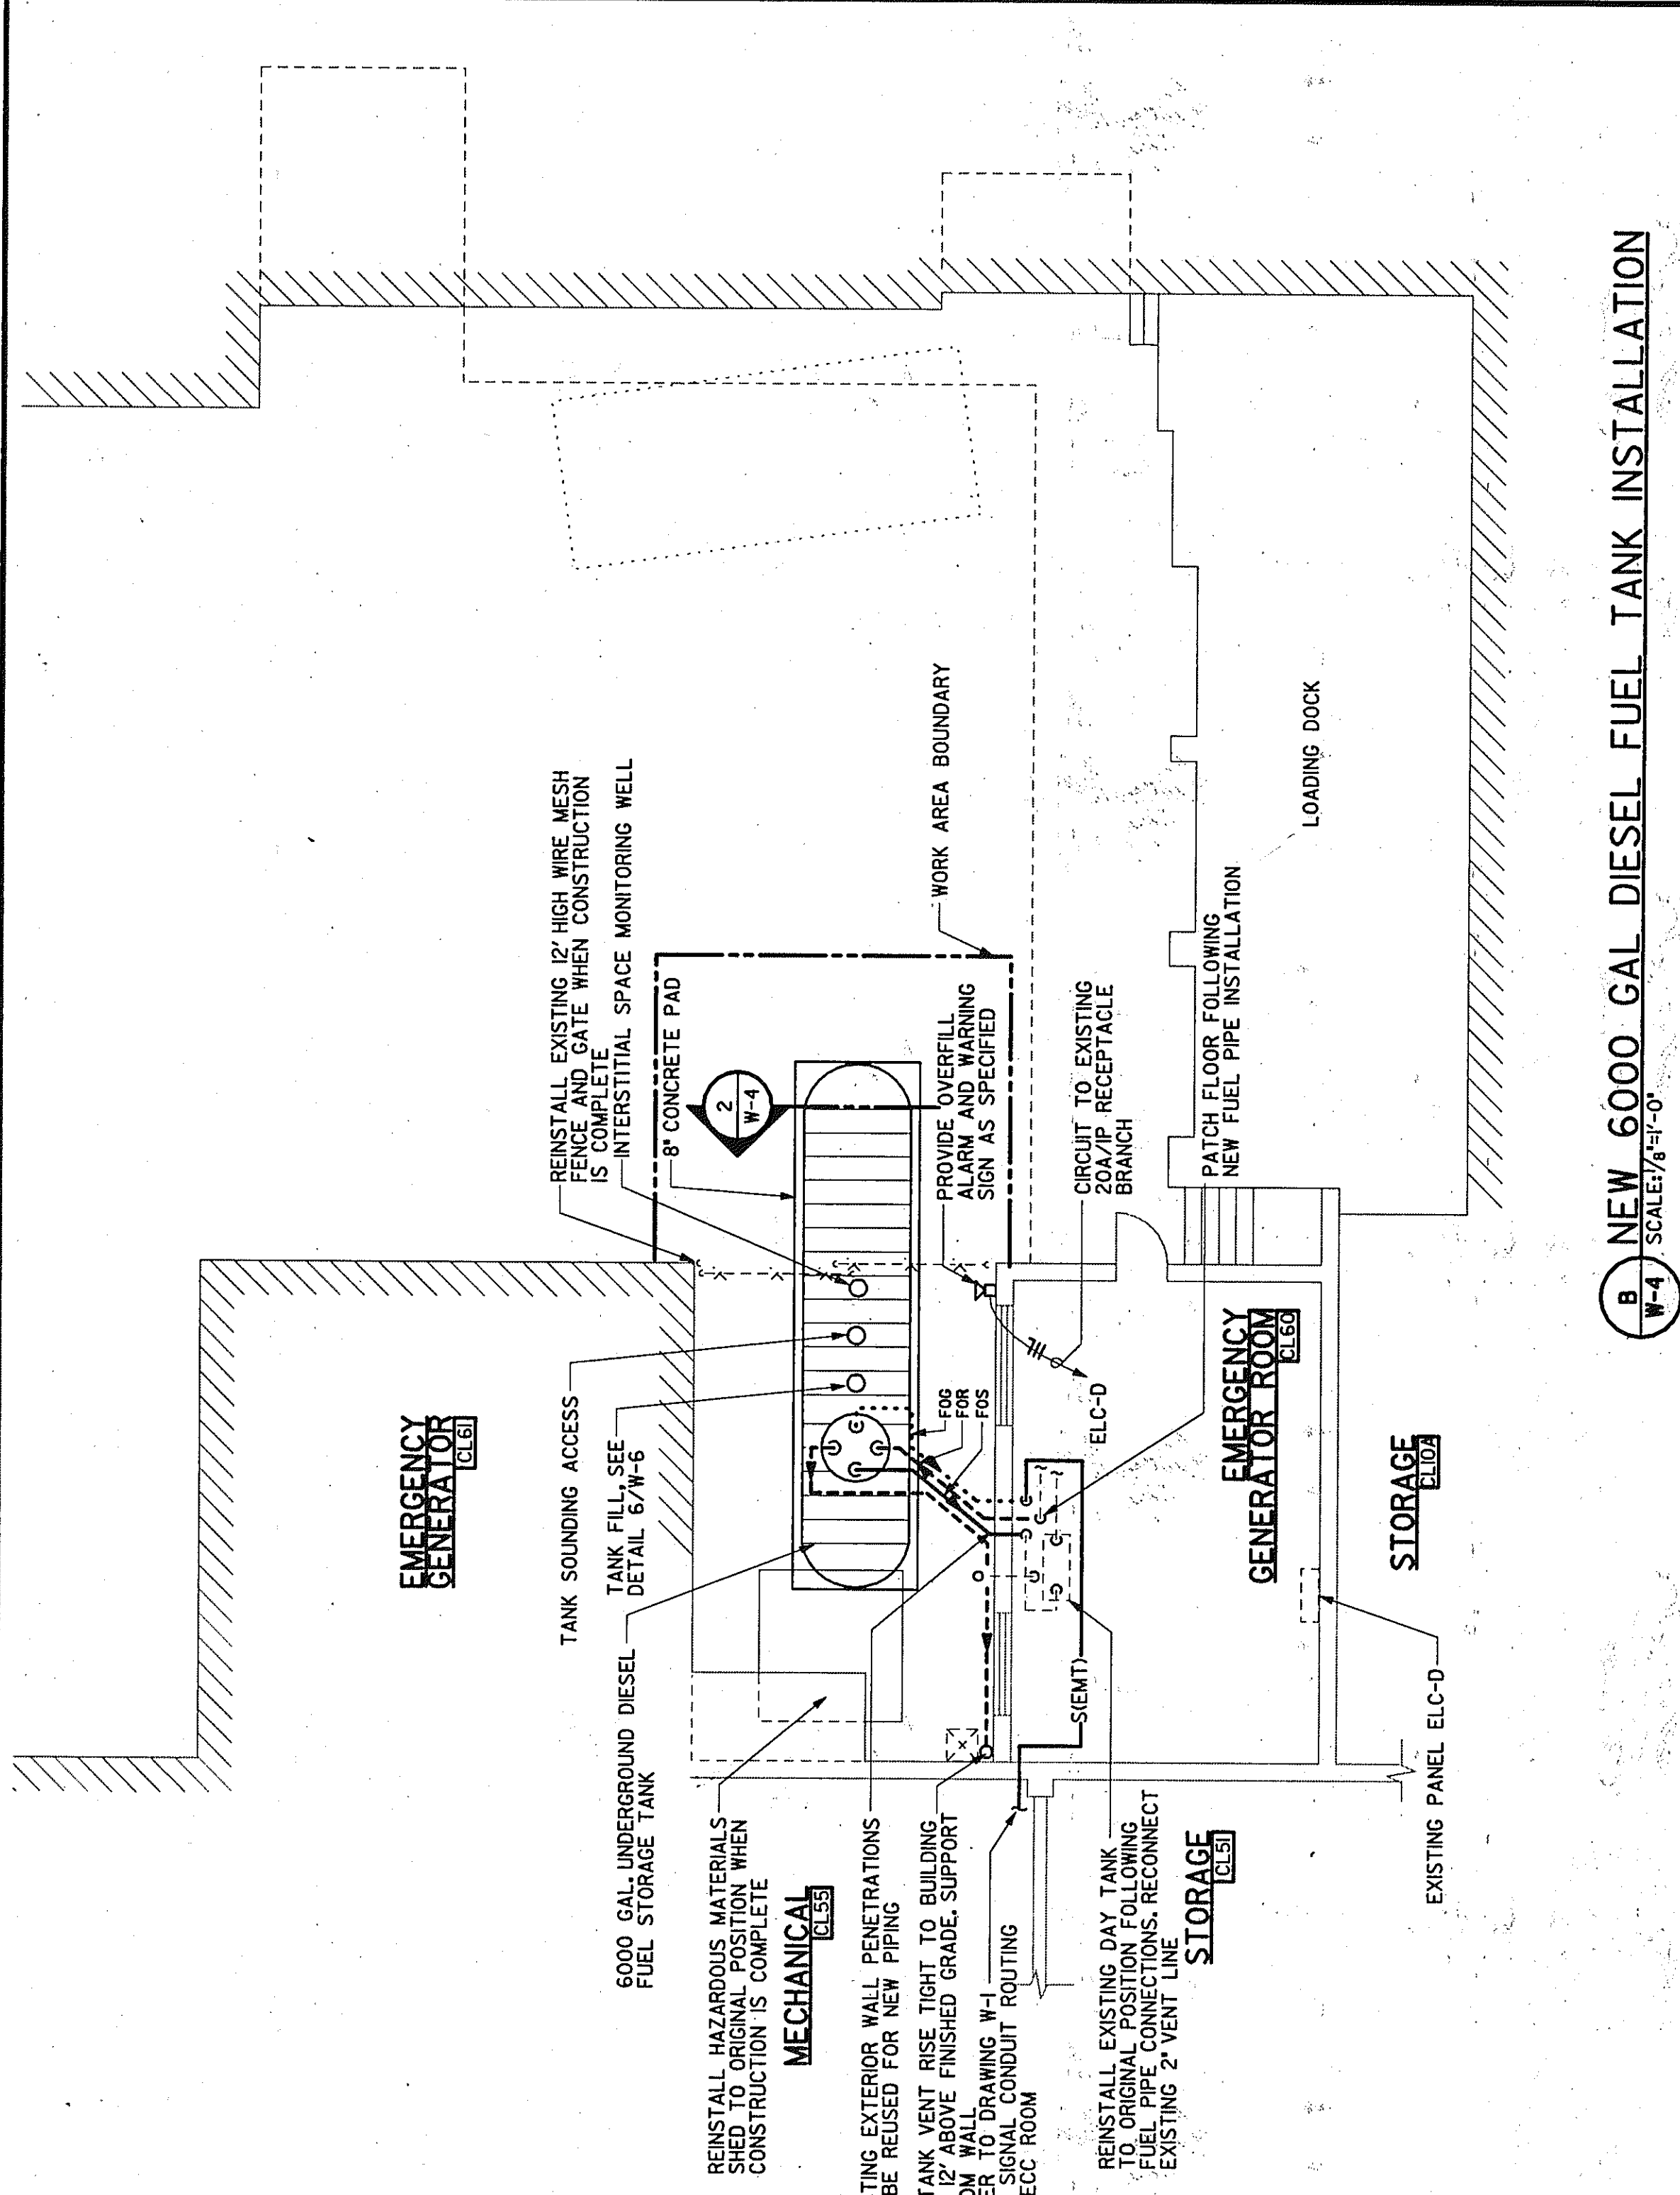 REINSTALL EXISTING 12' HIGH WIRE MESH
FENCE AND GATE WHEN CONSTRUCTION
IS COMPLETE
INTERSTITIAL SPACE MONITORING WELL
8" CONCRETE PAD
2
W-4
WORK AREA BOUNDARY
PROVIDE OVERFILL
ALARM AND WARNING
SIGN AS SPECIFIED
CIRCUIT TO EXISTING
20A/1P RECEPTACLE
BRANCH
PATCH FLOOR FOLLOWING
NEW FUEL PIPE INSTALLATION
LOADING DOCK
EMERGENCY
GENERATOR
CL61
TANK SOUNDING ACCESS
TANK FILL, SEE
DETAIL 6/W-6
6000 GAL. UNDERGROUND DIESEL
FUEL STORAGE TANK
FOG
FOR
FOS
ELC-D
EMERGENCY
GENERATOR ROOM
CL60
STORAGE
CL10A
S(EMT)
REINSTALL HAZARDOUS MATERIALS
SHED TO ORIGINAL POSITION WHEN
CONSTRUCTION IS COMPLETE
MECHANICAL
CL55
TING EXTERIOR WALL PENETRATIONS
BE REUSED FOR NEW PIPING
TANK VENT RISE TIGHT TO BUILDING
12' ABOVE FINISHED GRADE. SUPPORT
OM WALL
ER TO DRAWING W-1
SIGNAL CONDUIT ROUTING
ECC ROOM
REINSTALL EXISTING DAY TANK
TO ORIGINAL POSITION FOLLOWING
FUEL PIPE CONNECTIONS. RECONNECT
EXISTING 2" VENT LINE
STORAGE
CL51
EXISTING PANEL ELC-D
B
W-4
NEW 6000 GAL DIESEL FUEL TANK INSTALLATION
SCALE: 1/8"=1'-0"